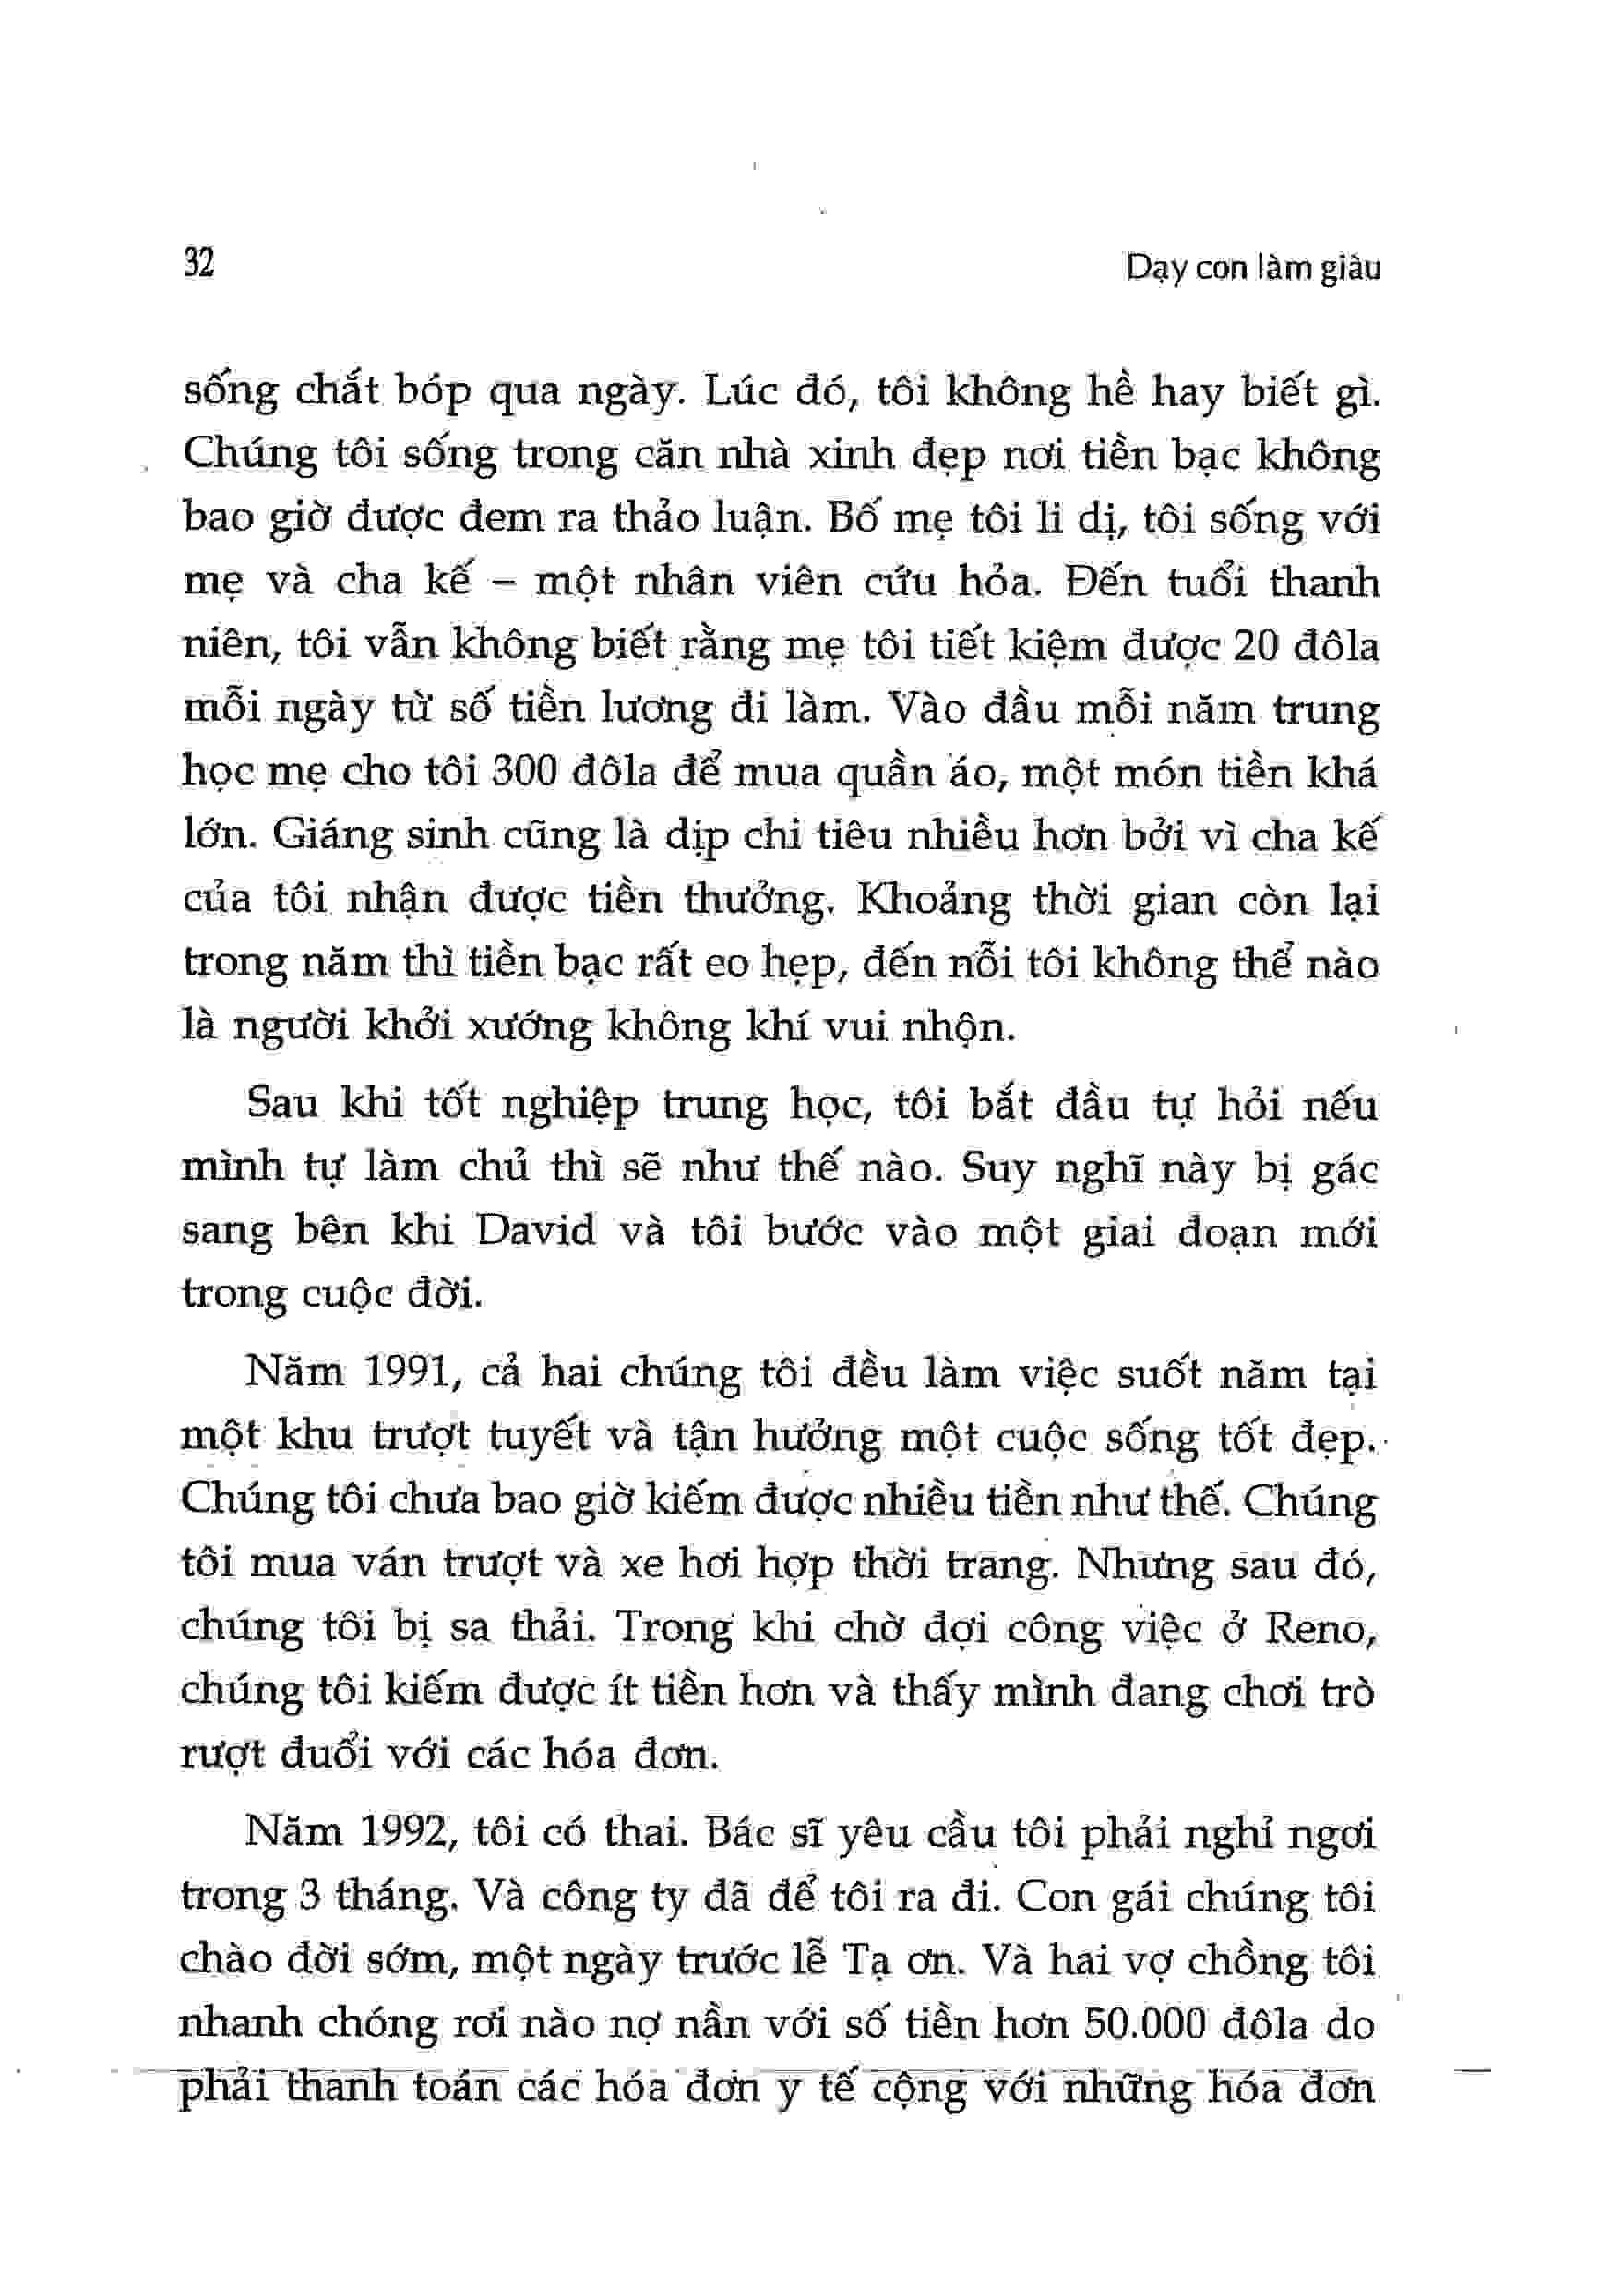 32
Dạy con làm giàu
sống chắt bóp qua ngày. Lúc đó, tôi không hề hay biết gì.
Chúng tôi sống trong căn nhà xinh đẹp nơi tiền bạc không
bao giờ được đem ra thảo luận. Bố mẹ tôi li dị, tôi sống với
mẹ và cha kế – một nhân viên cứu hỏa. Đến tuổi thanh
niên, tôi vẫn không biết rằng mẹ tôi tiết kiệm được 20 đôla
mỗi ngày từ số tiền lương đi làm. Vào đầu mỗi năm trung
học mẹ cho tôi 300 đôla để mua quần áo, một món tiền khá
lớn. Giáng sinh cũng là dịp chi tiêu nhiều hơn bởi vì cha kế
của tôi nhận được tiền thưởng. Khoảng thời gian còn lại
trong năm thì tiền bạc rất eo hẹp, đến nỗi tôi không thể nào
là người khởi xướng không khí vui nhộn.
Sau khi tốt nghiệp trung học, tôi bắt đầu tự hỏi nếu
mình tự làm chủ thì sẽ như thế nào. Suy nghĩ này bị gác
sang bên khi David và tôi bước vào một giai đoạn mới
trong cuộc đời.
Năm 1991, cả hai chúng tôi đều làm việc suốt năm tại
một khu trượt tuyết và tận hưởng một cuộc sống tốt đẹp.
Chúng tôi chưa bao giờ kiếm được nhiều tiền như thế. Chúng
tôi mua ván trượt và xe hơi hợp thời trang. Nhưng sau đó,
chúng tôi bị sa thải. Trong khi chờ đợi công việc ở Reno,
chúng tôi kiếm được ít tiền hơn và thấy mình đang chơi trò
rượt đuổi với các hóa đơn.
Năm 1992, tôi có thai. Bác sĩ yêu cầu tôi phải nghỉ ngơi
trong 3 tháng. Và công ty đã để tôi ra đi. Con gái chúng tôi
chào đời sớm, một ngày trước lễ Tạ ơn. Và hai vợ chồng tôi
nhanh chóng rơi nào nợ nần với số tiền hơn 50.000 đôla do
phải thanh toán các hóa đơn y tế cộng với những hóa đơn